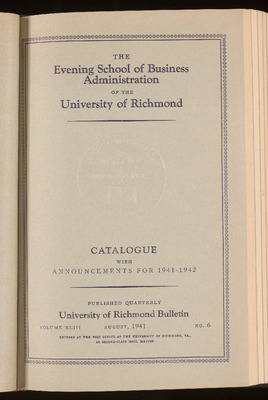 THE
Evening School of Business
Administration
OF THE
University of Richmond
CATALOGUE
WITH
ANNOUNCEMENTS FOR 1941-1942
PUBLISHED QUARTERLY
University of Richmond Bulletin
VOLUME XLIII AUGUST, 1941 NO. 6
ENTERED AT THE POST OFFICE AT THE UNIVERSITY OF RICHMOND, VA.,
AS SECOND-CLASS MAIL MATTER